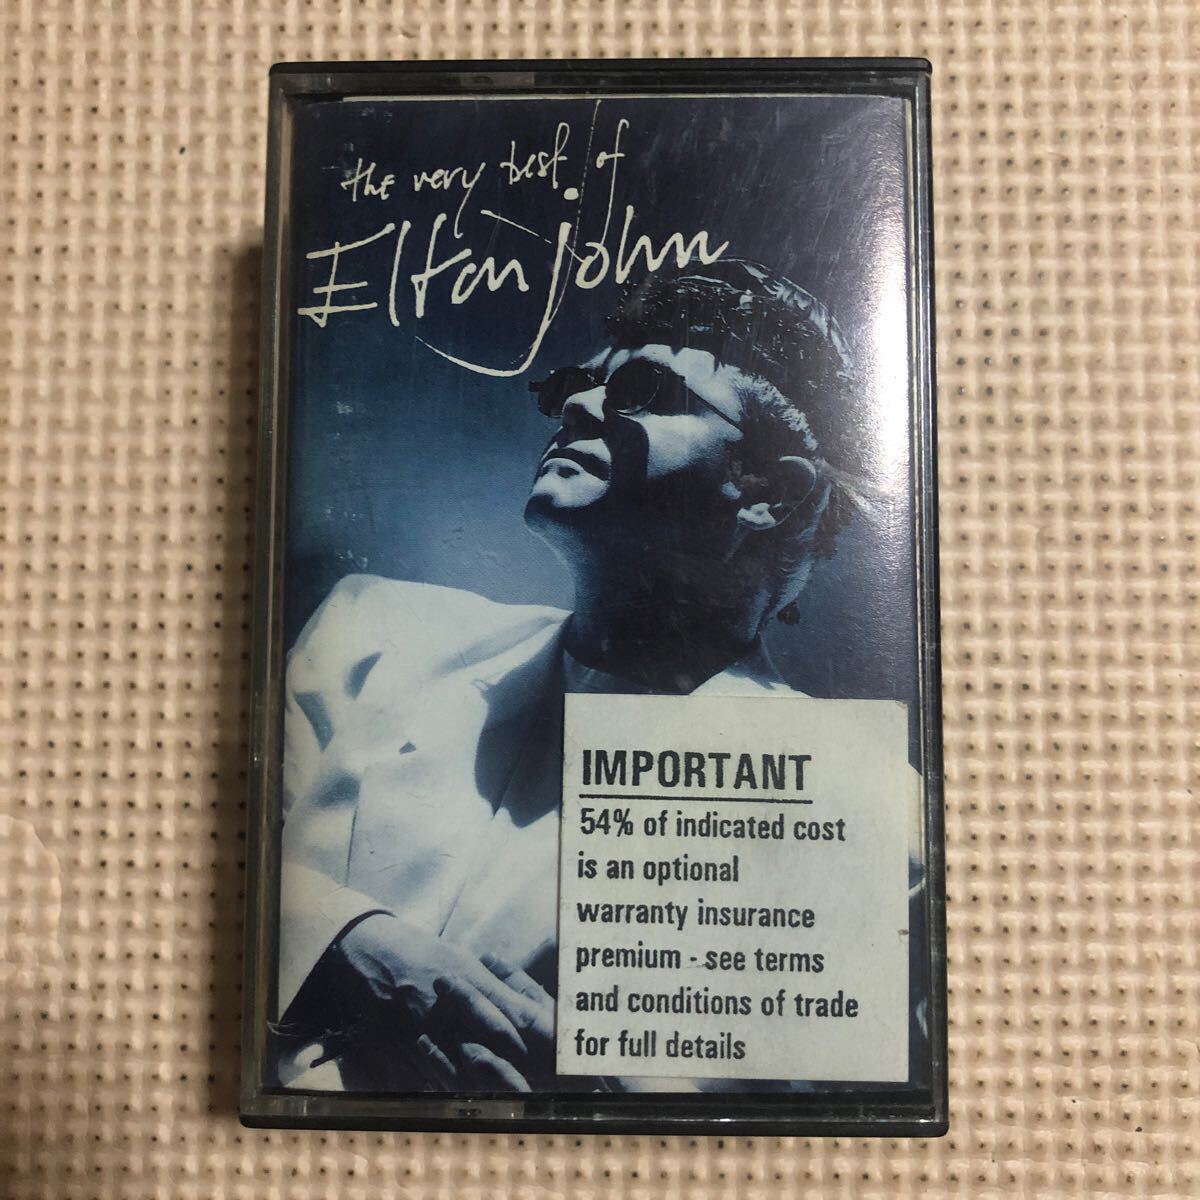 the very best of
Elton John
IMPORTANT
54% of indicated cost
is an optional
warranty insurance
premium - see terms
and conditions of trade
for full details